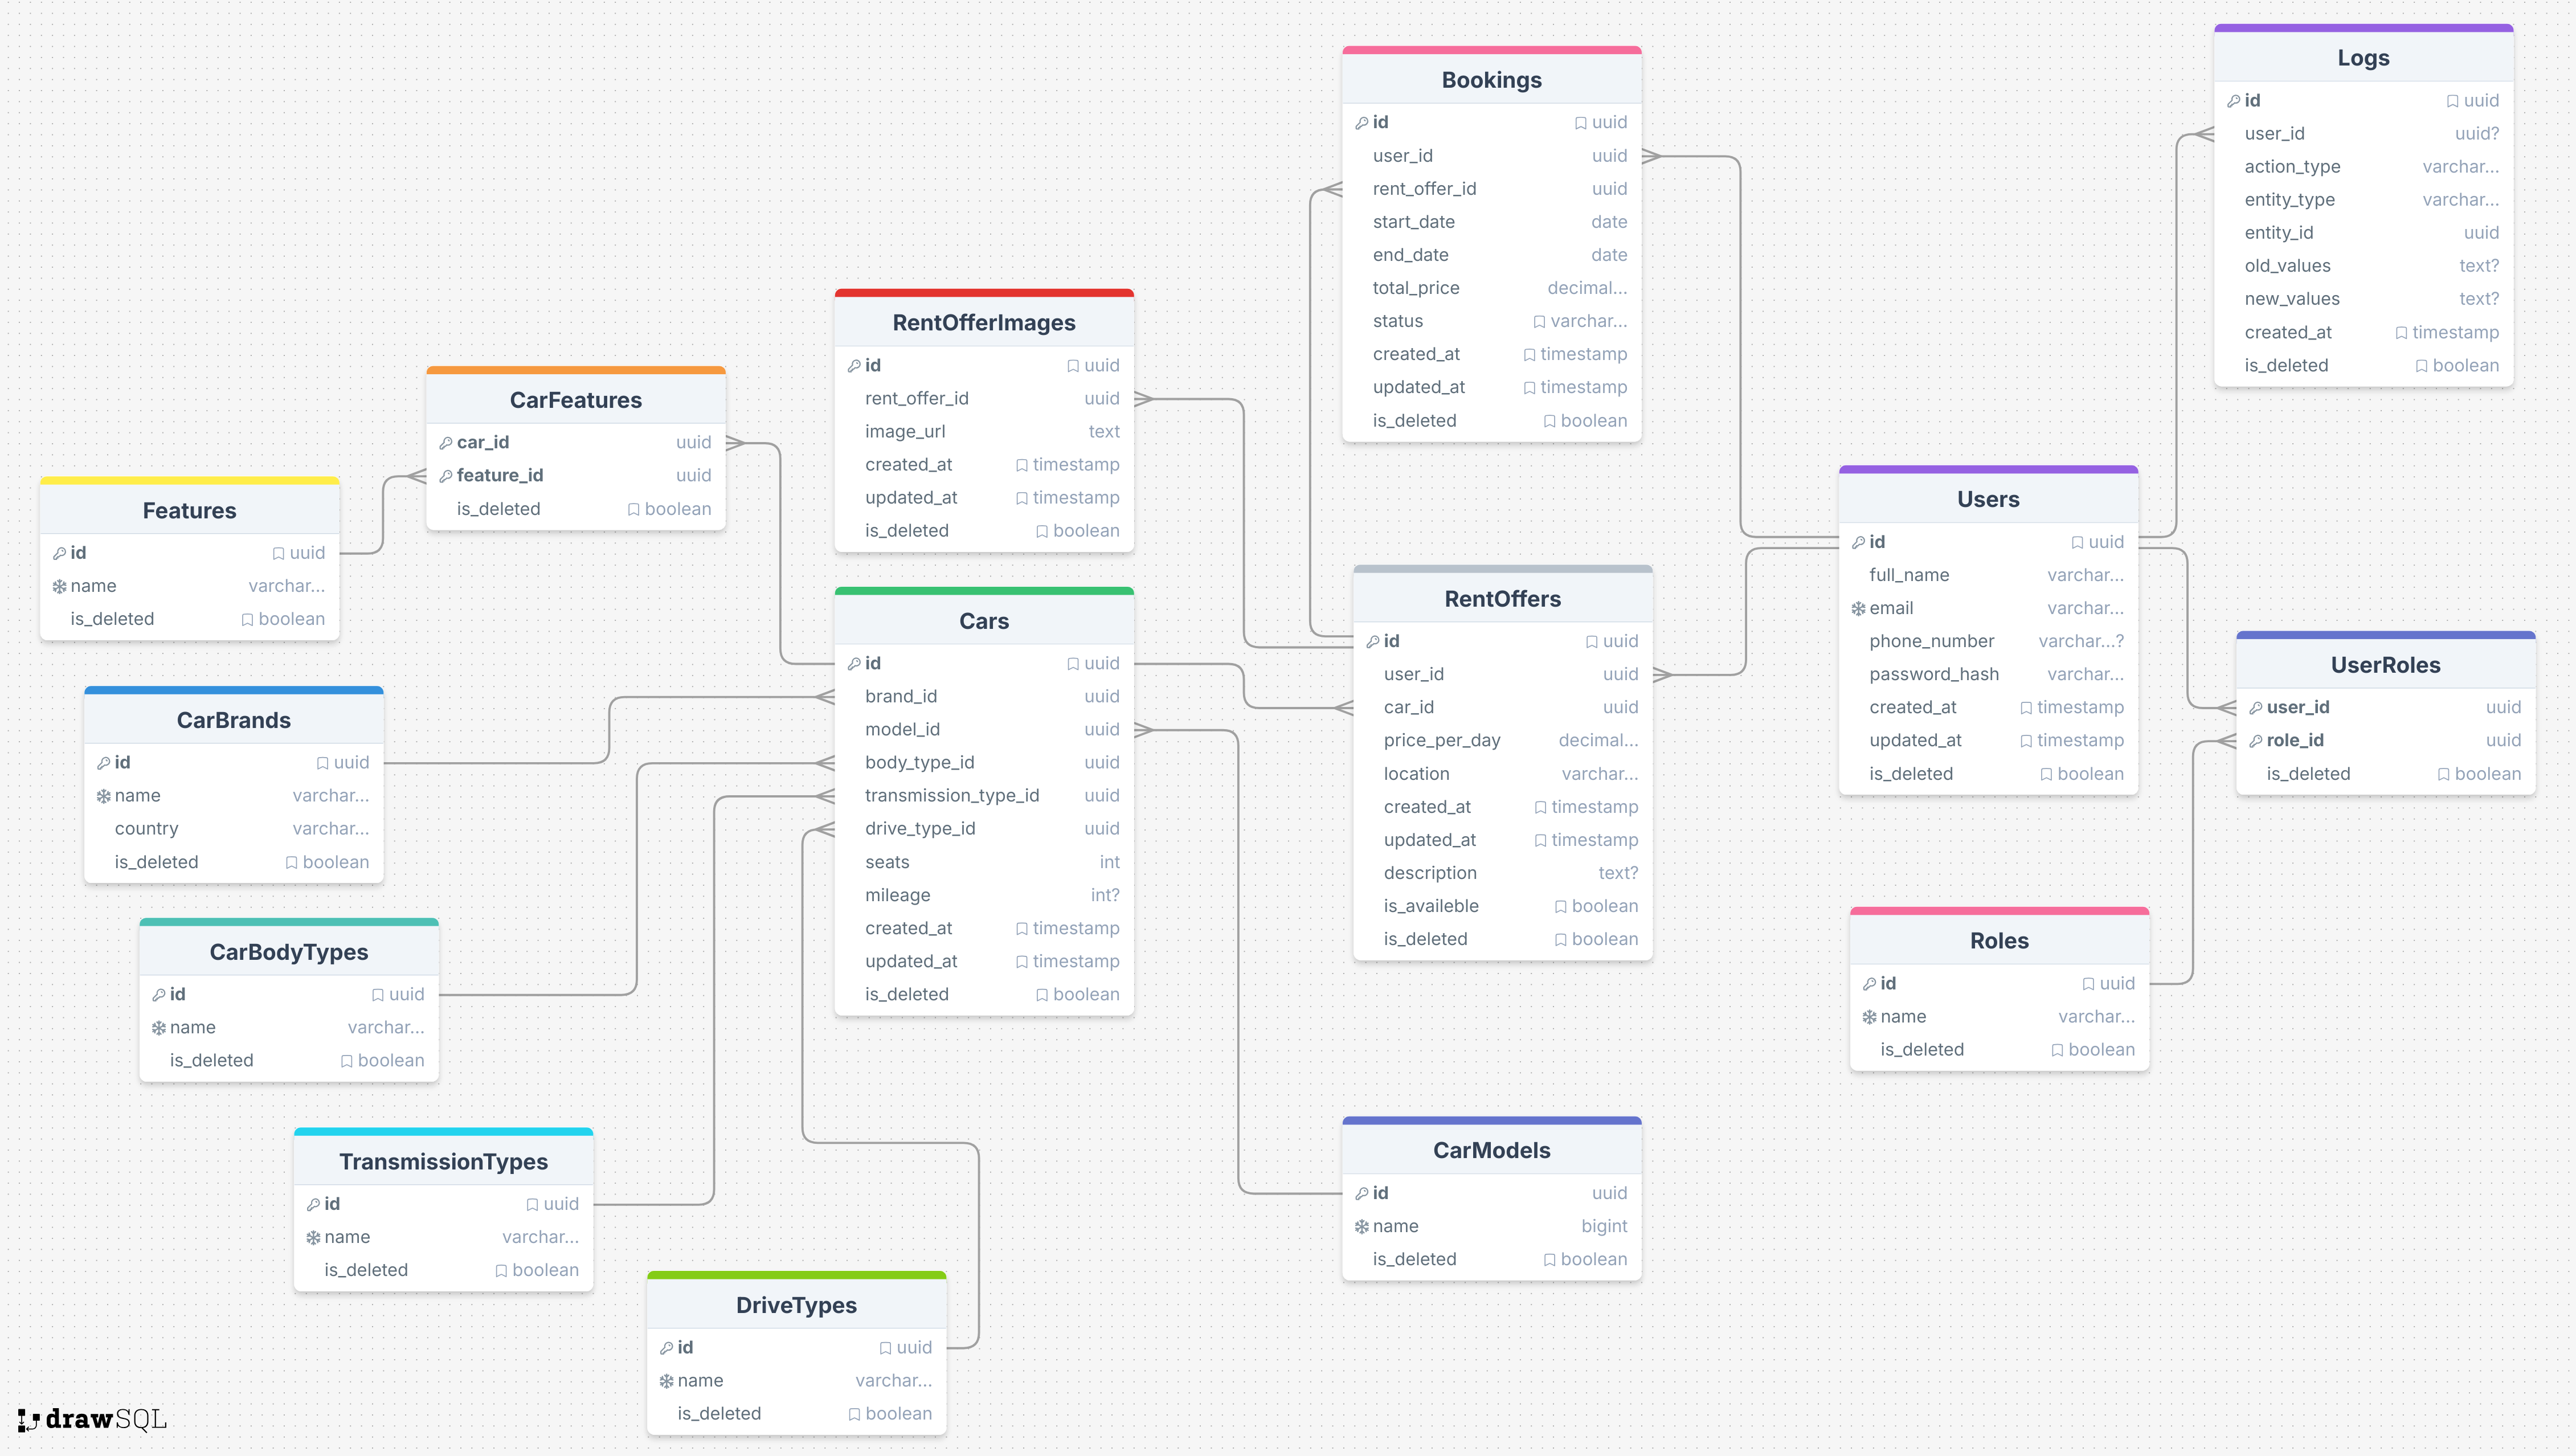 Logs
id uuid
user_id uuid?
action_type varchar...
entity_type varchar...
entity_id uuid
old_values text?
new_values text?
created_at timestamp
is_deleted boolean
Bookings
id uuid
user_id uuid
rent_offer_id uuid
start_date date
end_date date
total_price decimal...
status varchar...
created_at timestamp
updated_at timestamp
is_deleted boolean
RentOfferImages
id uuid
rent_offer_id uuid
image_url text
created_at timestamp
updated_at timestamp
is_deleted boolean
CarFeatures
car_id uuid
feature_id uuid
is_deleted boolean
Features
id uuid
name varchar...
is_deleted boolean
Users
id uuid
full_name varchar...
email varchar...
phone_number varchar...?
password_hash varchar...
created_at timestamp
updated_at timestamp
is_deleted boolean
RentOffers
id uuid
user_id uuid
car_id uuid
price_per_day decimal...
location varchar...
created_at timestamp
updated_at timestamp
description text?
is_availeble boolean
is_deleted boolean
Cars
id uuid
brand_id uuid
model_id uuid
body_type_id uuid
transmission_type_id uuid
drive_type_id uuid
seats int
mileage int?
created_at timestamp
updated_at timestamp
is_deleted boolean
UserRoles
user_id uuid
role_id uuid
is_deleted boolean
CarBrands
id uuid
name varchar...
country varchar...
is_deleted boolean
Roles
id uuid
name varchar...
is_deleted boolean
CarBodyTypes
id uuid
name varchar...
is_deleted boolean
CarModels
id uuid
name bigint
is_deleted boolean
TransmissionTypes
id uuid
name varchar...
is_deleted boolean
DriveTypes
id uuid
name varchar...
is_deleted boolean
drawSQL